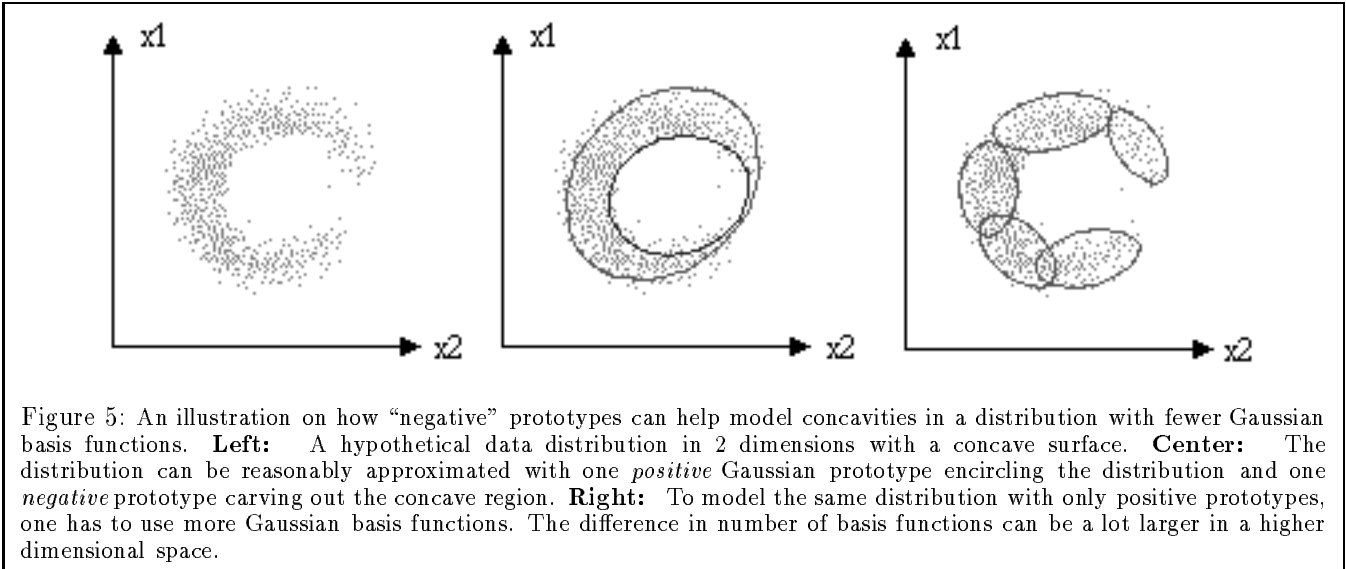 x1
x2
x1
x2
x1
x2
Figure 5: An illustration on how “negative” prototypes can help model concavities in a distribution with fewer Gaussian
basis functions. Left: A hypothetical data distribution in 2 dimensions with a concave surface. Center: The
distribution can be reasonably approximated with one positive Gaussian prototype encircling the distribution and one
negative prototype carving out the concave region. Right: To model the same distribution with only positive prototypes,
one has to use more Gaussian basis functions. The difference in number of basis functions can be a lot larger in a higher
dimensional space.